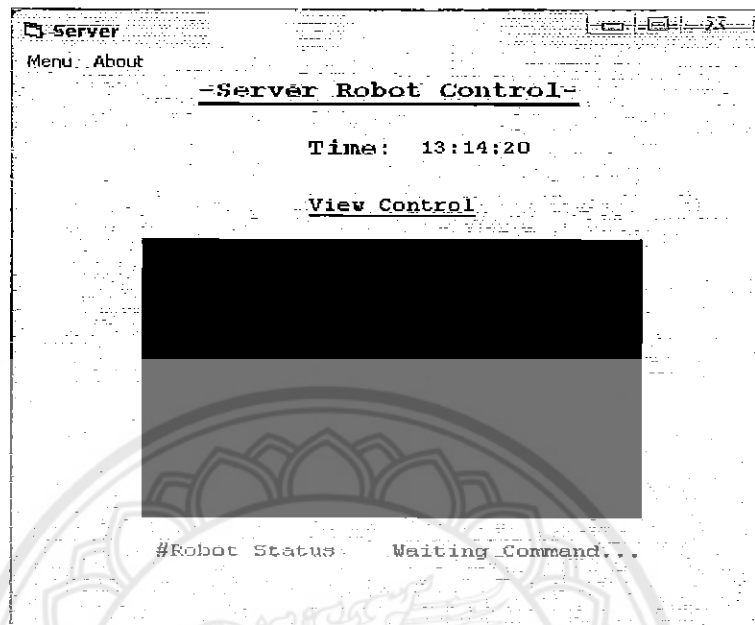 Server
Menu About
-Server Robot Control-
Time: 13:14:20
View Control
#Robot Status Waiting Command...